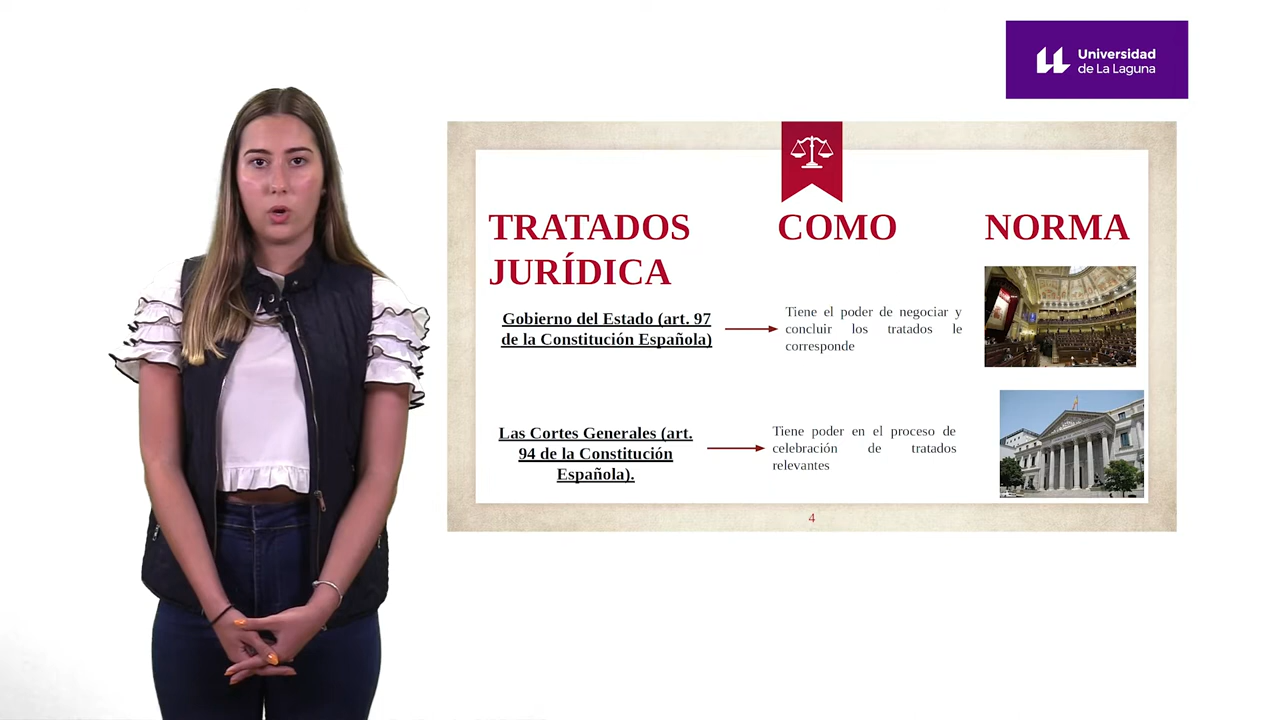 Universidad
de La Laguna
TRATADOS COMO NORMA
JURÍDICA
Gobierno del Estado (art. 97
de la Constitución Española)
Tiene el poder de negociar y
concluir los tratados le
corresponde
Las Cortes Generales (art.
94 de la Constitución
Española).
Tiene poder en el proceso de
celebración de tratados
relevantes
4